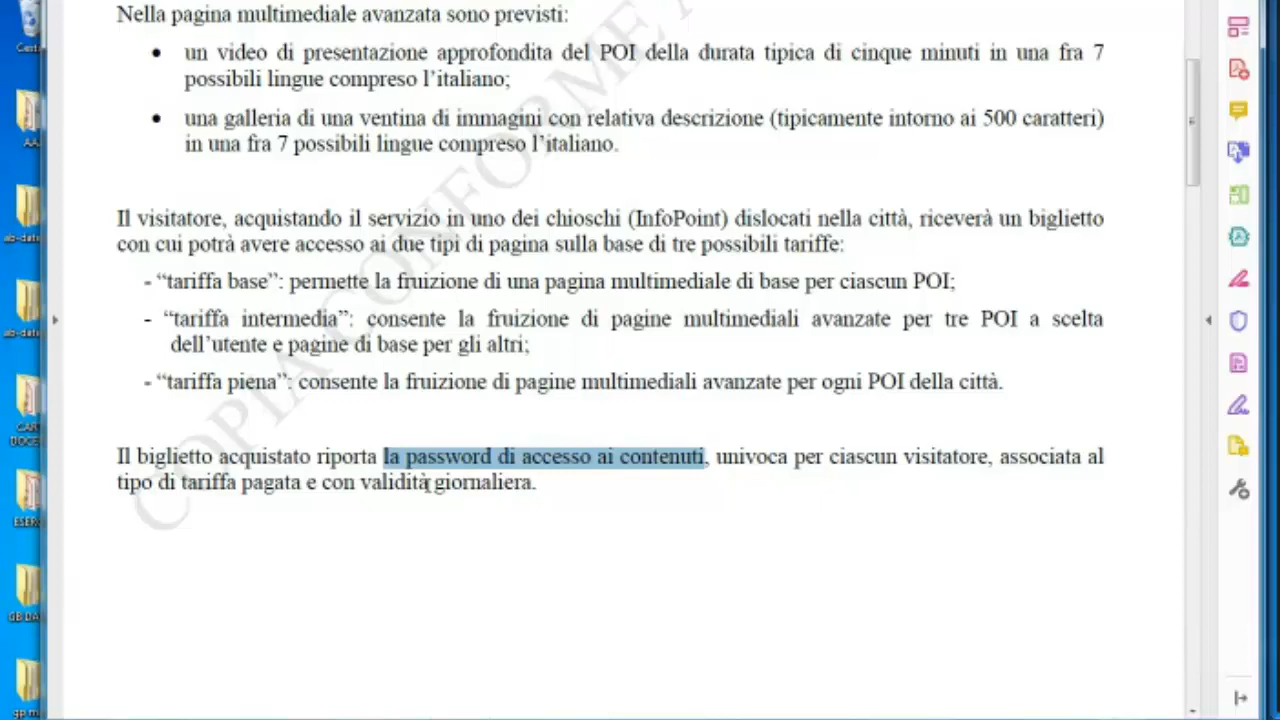 Nella pagina multimediale avanzata sono previsti:
• un video di presentazione approfondita del POI della durata tipica di cinque minuti in una fra 7
possibili lingue compreso l’italiano;
• una galleria di una ventina di immagini con relativa descrizione (tipicamente intorno ai 500 caratteri)
in una fra 7 possibili lingue compreso l’italiano.
Il visitatore, acquistando il servizio in uno dei chioschi (InfoPoint) dislocati nella città, riceverà un biglietto
con cui potrà avere accesso ai due tipi di pagina sulla base di tre possibili tariffe:
- “tariffa base”: permette la fruizione di una pagina multimediale di base per ciascun POI;
- “tariffa intermedia”: consente la fruizione di pagine multimediali avanzate per tre POI a scelta
dell’utente e pagine di base per gli altri;
- “tariffa piena”: consente la fruizione di pagine multimediali avanzate per ogni POI della città.
Il biglietto acquistato riporta la password di accesso ai contenuti, univoca per ciascun visitatore, associata al
tipo di tariffa pagata e con validità giornaliera.
COPIA CONFORME A